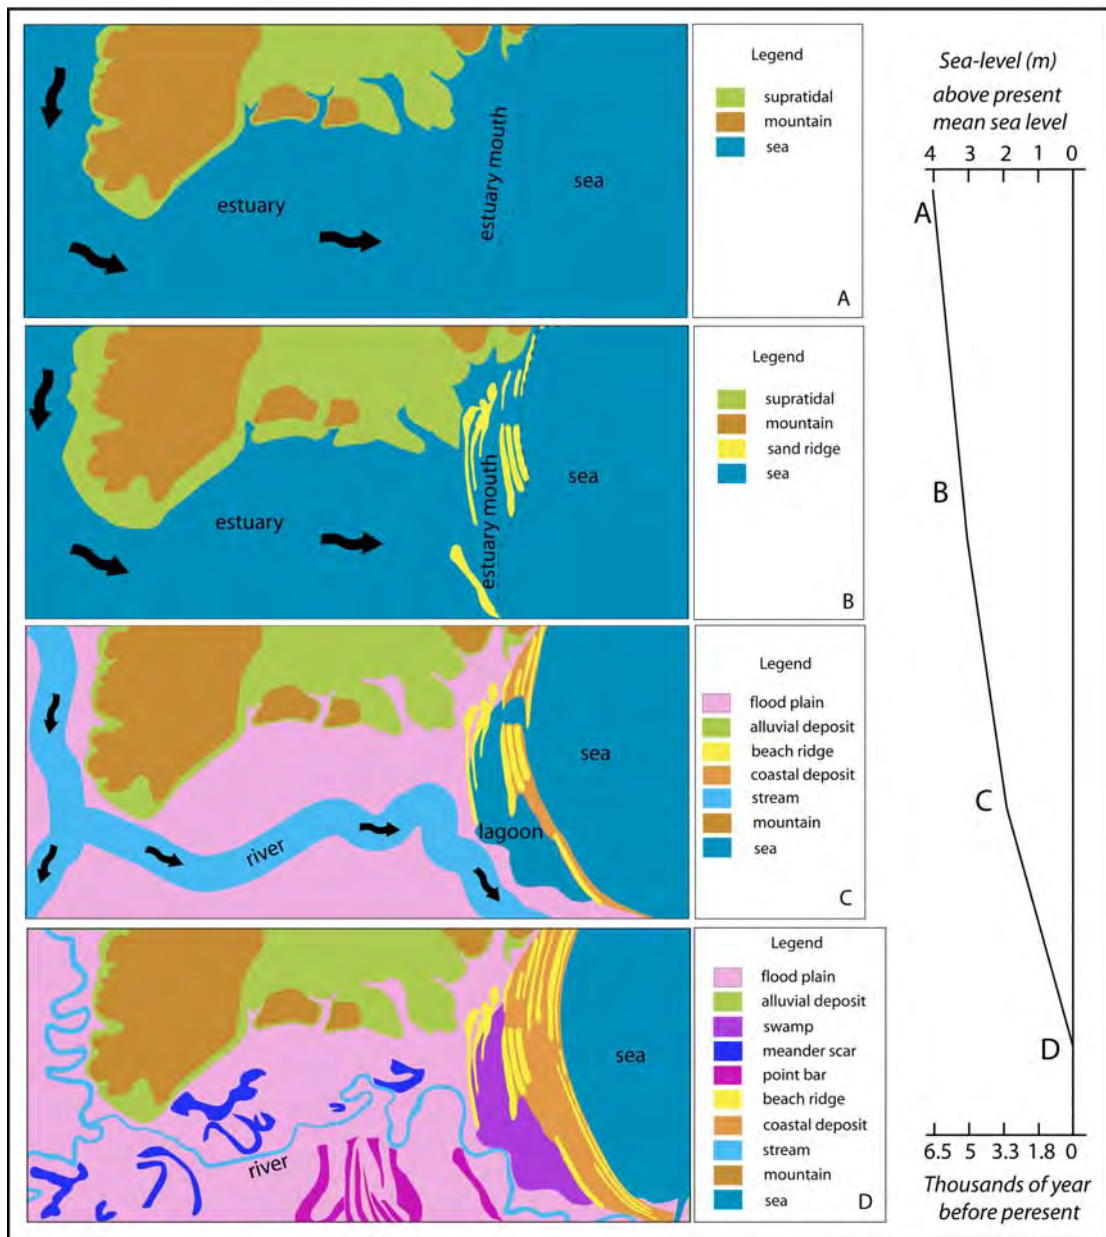 estuary
estuary mouth
sea
Legend
supratidal
mountain
sea
A
estuary
estuary mouth
sea
Legend
supratidal
mountain
sand ridge
sea
B
river
lagoon
sea
Legend
flood plain
alluvial deposit
beach ridge
coastal deposit
stream
mountain
sea
C
river
sea
Legend
flood plain
alluvial deposit
swamp
meander scar
point bar
beach ridge
coastal deposit
stream
mountain
sea
D
Sea-level (m)
above present
mean sea level
4 3 2 1 0
A
B
C
D
6.5 5 3.3 1.8 0
Thousands of year
before peresent